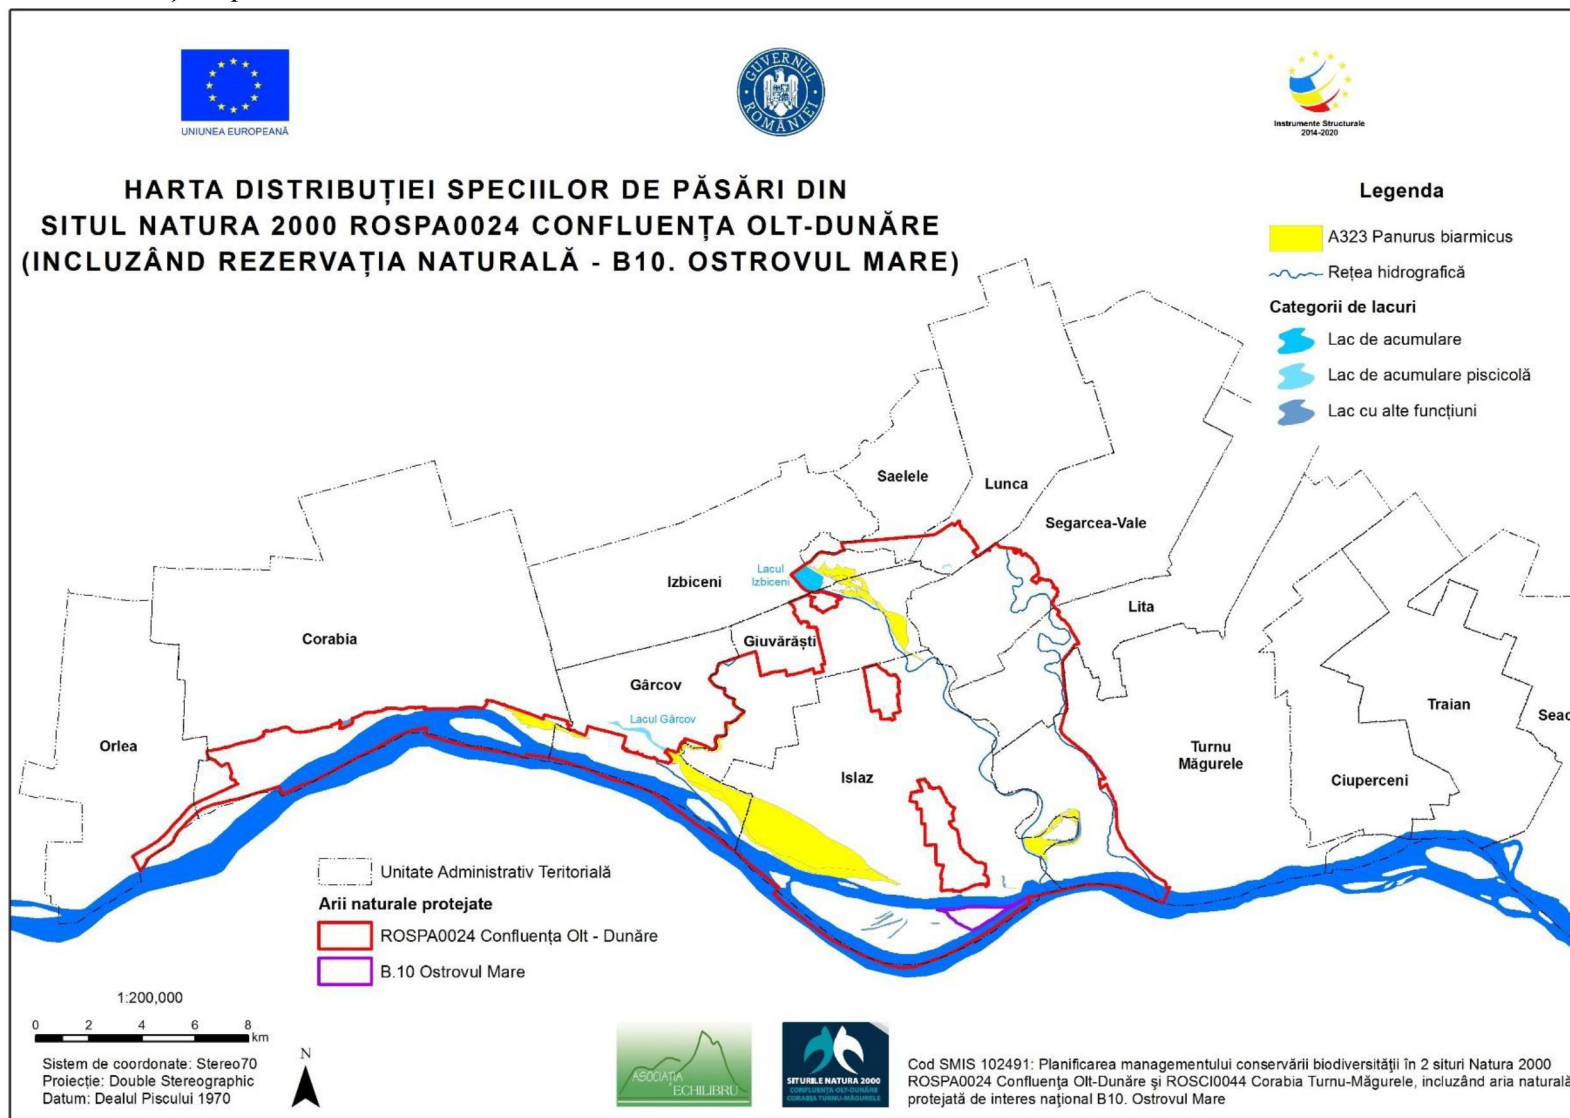 UNIUNEA EUROPEANĂ
GUVERNUL ROMÂNIEI
Instrumente Structurale
2014-2020
HARTA DISTRIBUȚIEI SPECIILOR DE PĂSĂRI DIN
SITUL NATURA 2000 ROSPA0024 CONFLUENȚA OLT-DUNĂRE
(INCLUZÂND REZERVAȚIA NATURALĂ - B10. OSTROVUL MARE)
Legenda
A323 Panurus biarmicus
Rețea hidrografică
Categorii de lacuri
Lac de acumulare
Lac de acumulare piscicolă
Lac cu alte funcțiuni
Saelele
Lunca
Segarcea-Vale
Lacul
Izbiceni
Izbiceni
Lita
Corabia
Giuvărăști
Gârcov
Lacul Gârcov
Orlea
Islaz
Turnu
Măgurele
Traian
Seac
Ciuperceni
Unitate Administrativ Teritorială
Arii naturale protejate
ROSPA0024 Confluența Olt - Dunăre
B.10 Ostrovul Mare
1:200,000
0 2 4 6 8
km
Sistem de coordonate: Stereo70
Proiecție: Double Stereographic
Datum: Dealul Piscului 1970
N
ASOCIAȚIA
ECHILIBRU
SITURILE NATURA 2000
CONFLUENȚA OLT-DUNĂRE
CORABIA TURNU-MĂGURELE
Cod SMIS 102491: Planificarea managementului conservării biodiversității în 2 situri Natura 2000
ROSPA0024 Confluența Olt-Dunăre și ROSCI0044 Corabia Turnu-Măgurele, incluzând aria naturală
protejată de interes național B10. Ostrovul Mare